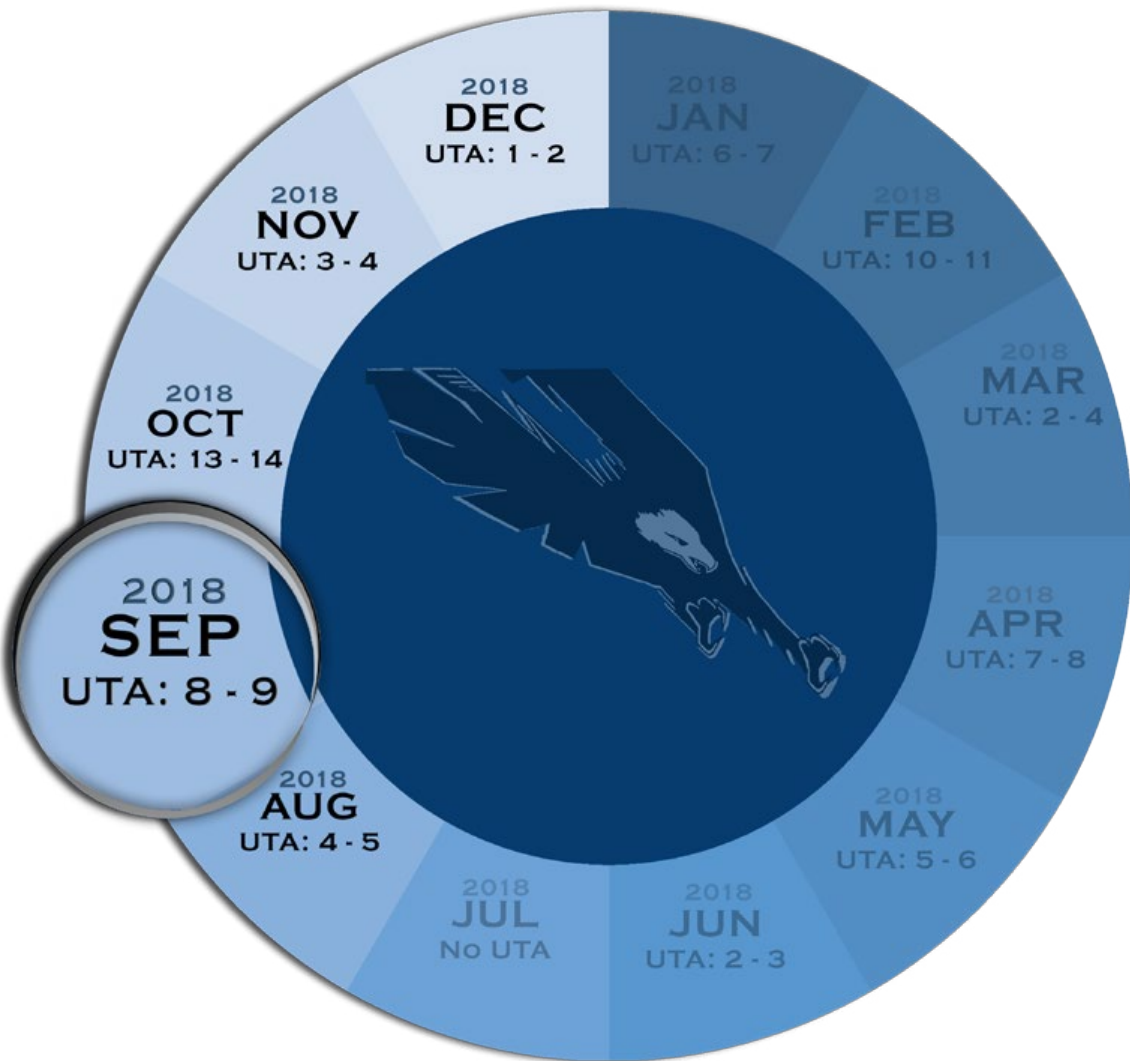 2018
JAN
UTA: 6 - 7
2018
FEB
UTA: 10 - 11
2018
MAR
UTA: 2 - 4
2018
APR
UTA: 7 - 8
2018
MAY
UTA: 5 - 6
2018
JUN
UTA: 2 - 3
2018
JUL
No UTA
2018
AUG
UTA: 4 - 5
2018
SEP
UTA: 8 - 9
2018
OCT
UTA: 13 - 14
2018
NOV
UTA: 3 - 4
2018
DEC
UTA: 1 - 2